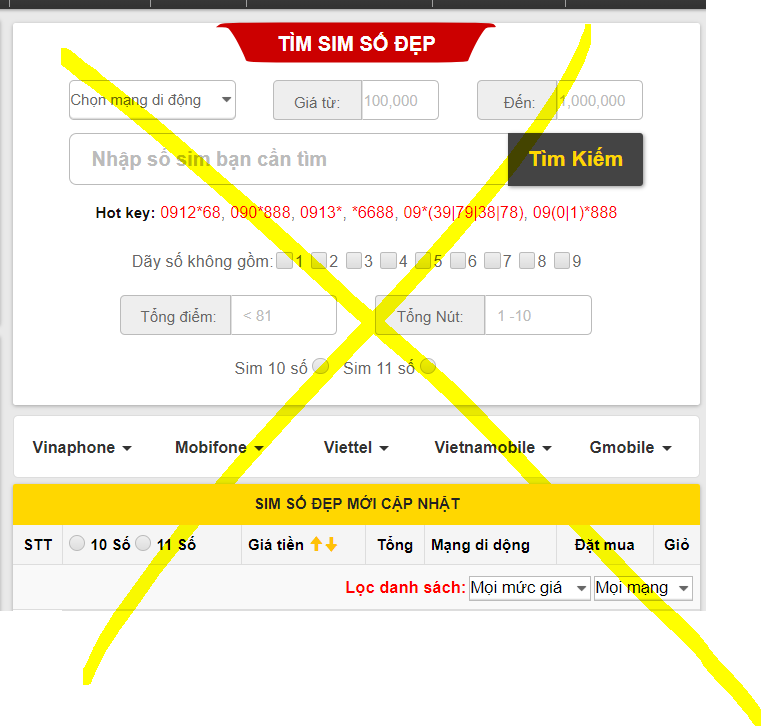 TÌM SIM SỐ ĐẸP
Chọn mạng di động Giá từ: 100,000 Đến: 1,000,000
Nhập số sim bạn cần tìm Tìm Kiếm
Hot key: 0912*68, 090*888, 0913*, *6688, 09*(39|79|38|78), 09(0|1)*888
Dãy số không gồm: 1 2 3 4 5 6 7 8 9
Tổng điểm: < 81 Tổng Nút: 1 -10
Sim 10 số Sim 11 số
Vinaphone Mobifone Viettel Vietnamobile Gmobile
SIM SỐ ĐẸP MỚI CẬP NHẬT
STT 10 Số 11 Số Giá tiền Tổng Mạng di động Đặt mua Giỏ
Lọc danh sách: Mọi mức giá Mọi mạng